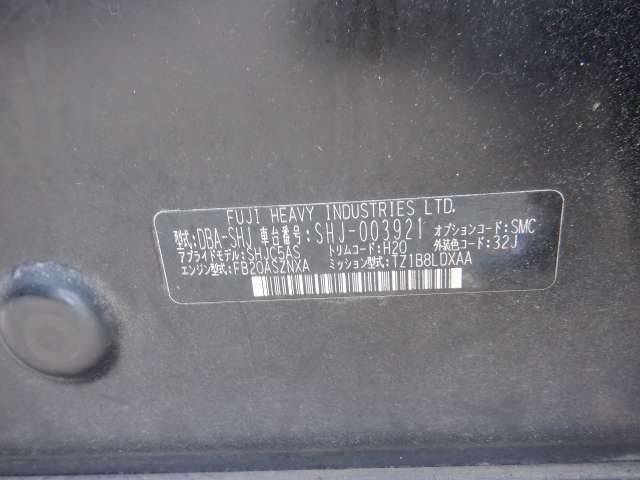 FUJI HEAVY INDUSTRIES LTD.
型式:DBA-SHJ 車台番号:SHJ-003921 オプションコード:SMC
アプライドモデル:SHJC5AS トリムコード:H20 外装色コード:32J
エンジン型式:FB20ASZNXA ミッション型式:TZ1B8LDXAA